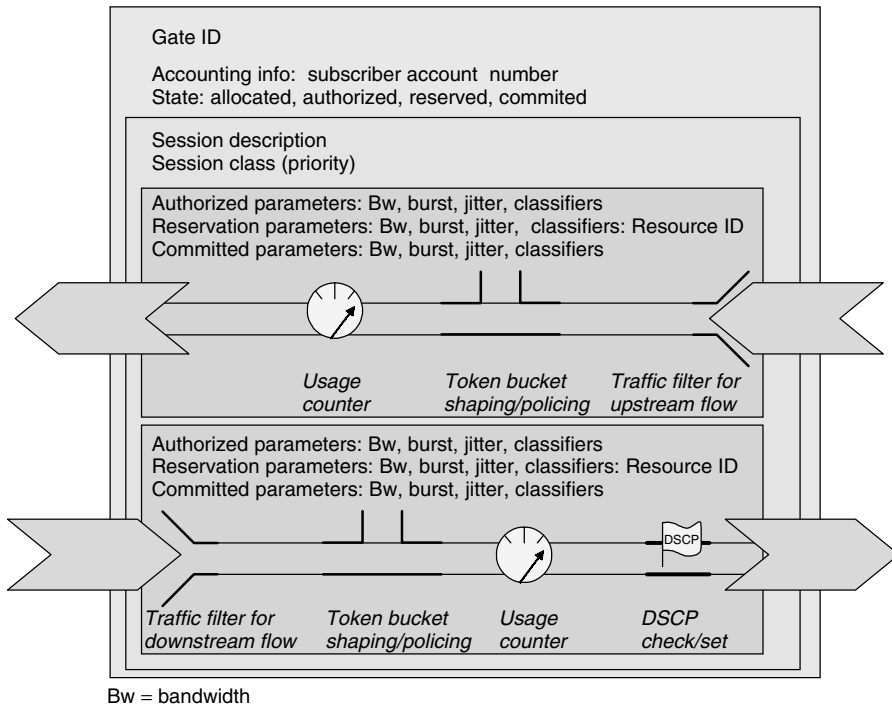 Gate ID
Accounting info: subscriber account number
State: allocated, authorized, reserved, commited
Session description
Session class (priority)
Authorized parameters: Bw, burst, jitter, classifiers
Reservation parameters: Bw, burst, jitter, classifiers: Resource ID
Committed parameters: Bw, burst, jitter, classifiers
Usage
counter
Token bucket
shaping/policing
Traffic filter for
upstream flow
Authorized parameters: Bw, burst, jitter, classifiers
Reservation parameters: Bw, burst, jitter, classifiers: Resource ID
Committed parameters: Bw, burst, jitter, classifiers
DSCP
Traffic filter for
downstream flow
Token bucket
shaping/policing
Usage
counter
DSCP
check/set
Bw = bandwidth